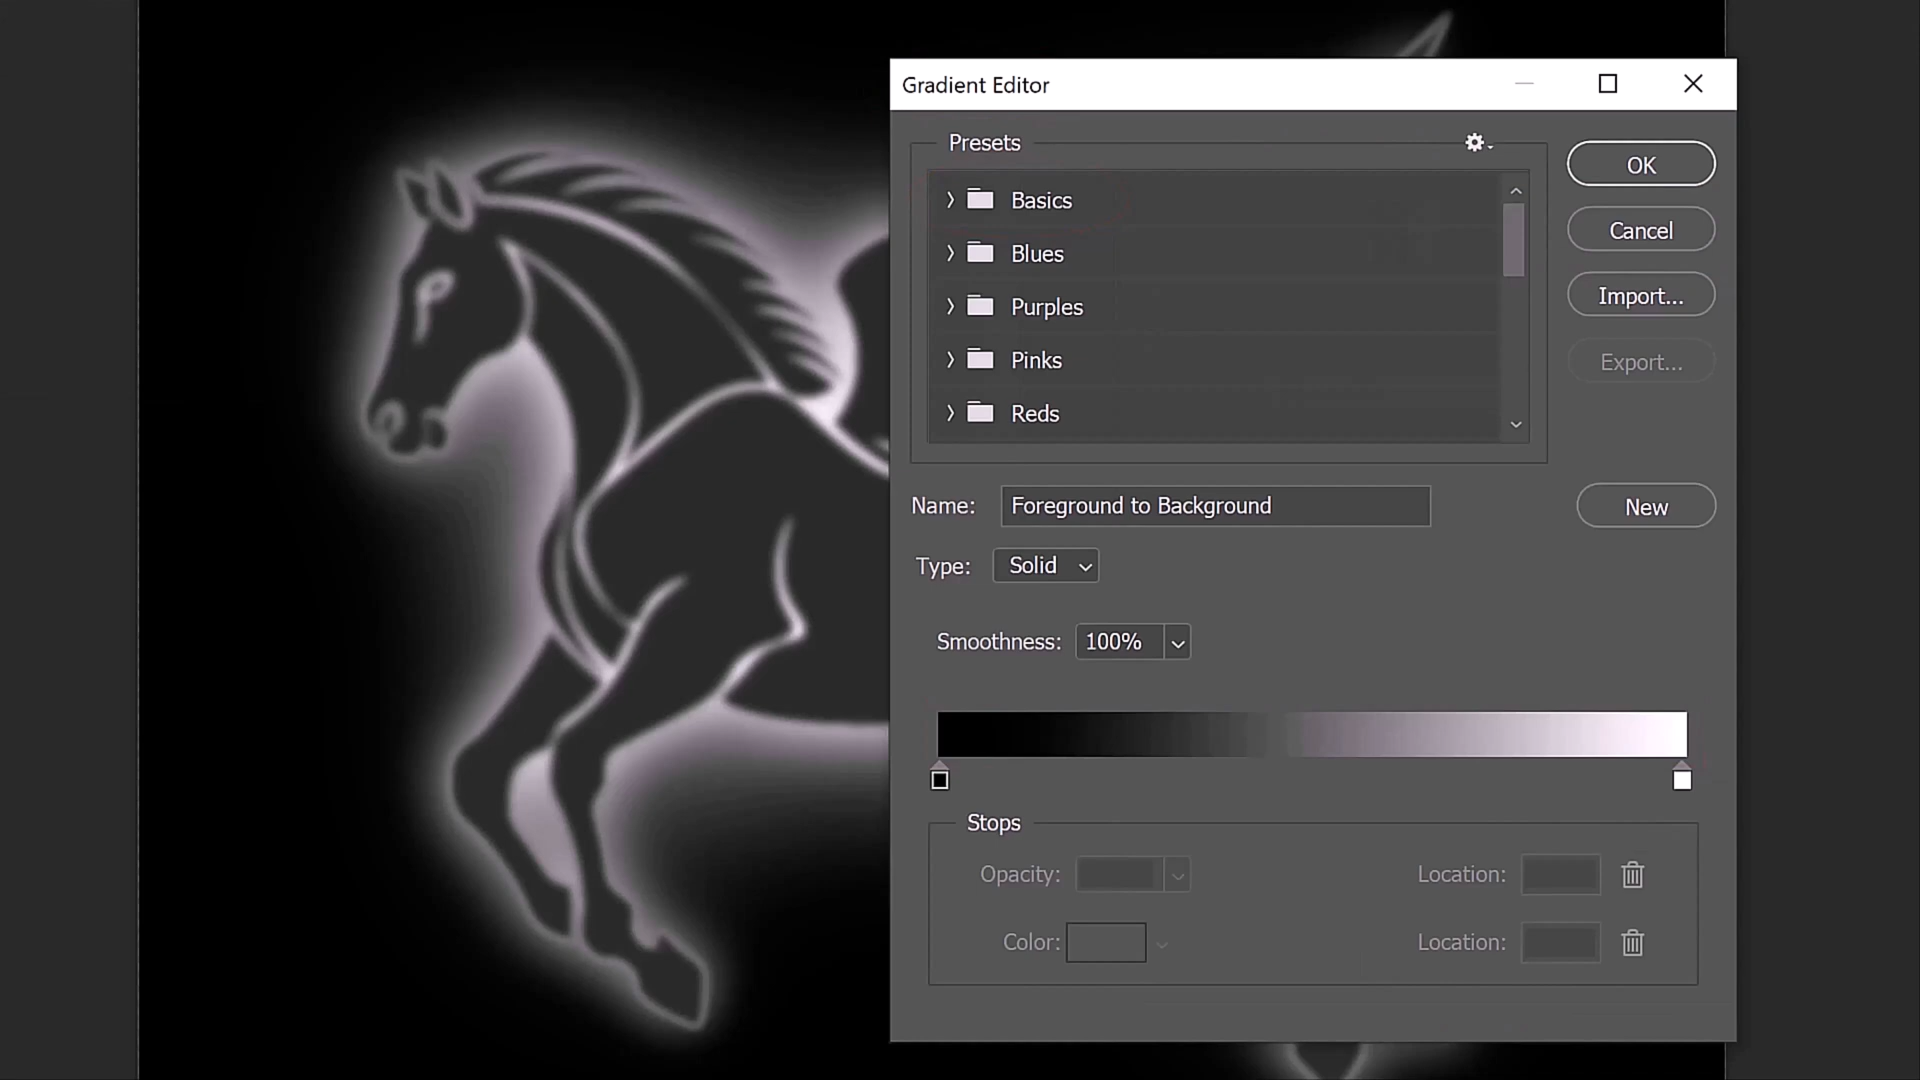 Gradient Editor
Presets
Basics
Blues
Purples
Pinks
Reds
OK
Cancel
Import...
Export...
Name: Foreground to Background
New
Type: Solid
Smoothness: 100%
Stops
Opacity:
Location:
Color:
Location: